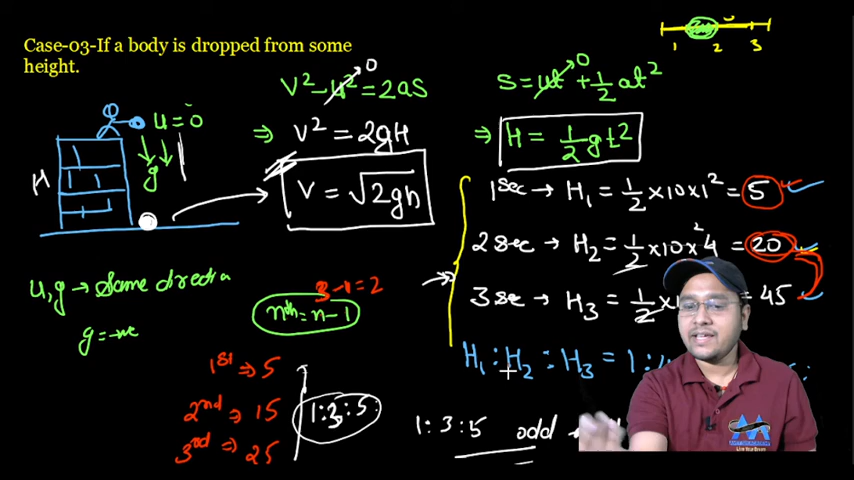 Case-03-If a body is dropped from some
height.
1 2 3
V² - u² = 2aS
0
⇒ V² = 2gH
V = √2gh
S = ut + 1/2 at²
0
⇒ H = 1/2 gt²
u = 0
g
H
1 sec → H₁ = 1/2 × 10 × 1² = 5
2 sec → H₂ = 1/2 × 10 × 4 = 20
3 sec → H₃ = 1/2 = 45
H₁ : H₂ : H₃ = 1 :
1 : 3 : 5 odd
u, g → Same
g =
3 - 1 = 2
nth = n - 1
1st ⇒ 5
2nd ⇒ 15
3rd ⇒ 25
1 : 3 : 5 :